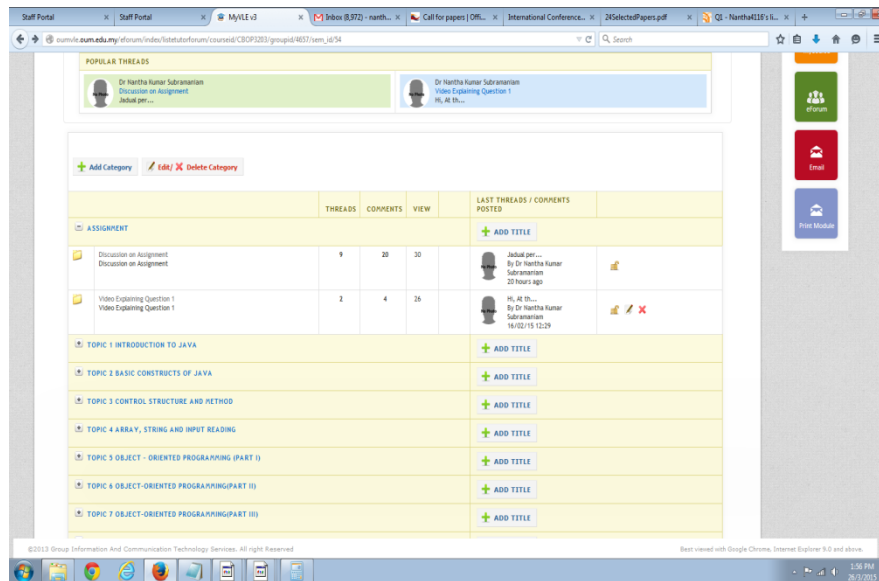 Staff Portal
Staff Portal
MyVLE v3
Inbox (8,972) - nanth...
Call for papers | Offi...
International Conference...
24SelectedPapers.pdf
Q1 - Nantha4116's li...
oumvle.oum.edu.my/eforum/index/listetutorforum/courseid/CBOP3203/groupid/4657/sem_id/54
Search
POPULAR THREADS
Dr Nantha Kumar Subramaniam
Discussion on Assignment
Jadual per...
Dr Nantha Kumar Subramaniam
Video Explaining Question 1
Hi, At th...
eForum
Email
Print Module
Add Category
Edit/ Delete Category
THREADS COMMENTS VIEW LAST THREADS / COMMENTS POSTED
ASSIGNMENT ADD TITLE
Discussion on Assignment 9 20 30
Discussion on Assignment
Jadual per...
By Dr Nantha Kumar
Subramaniam
20 hours ago
Video Explaining Question 1 2 4 26
Video Explaining Question 1
Hi, At th...
By Dr Nantha Kumar
Subramaniam
16/02/15 12:29
TOPIC 1 INTRODUCTION TO JAVA ADD TITLE
TOPIC 2 BASIC CONSTRUCTS OF JAVA ADD TITLE
TOPIC 3 CONTROL STRUCTURE AND METHOD ADD TITLE
TOPIC 4 ARRAY, STRING AND INPUT READING ADD TITLE
TOPIC 5 OBJECT - ORIENTED PROGRAMMING (PART I) ADD TITLE
TOPIC 6 OBJECT-ORIENTED PROGRAMMING(PART II) ADD TITLE
TOPIC 7 OBJECT-ORIENTED PROGRAMMING(PART III) ADD TITLE
©2013 Group Information And Communication Technology Services. All right Reserved
Best viewed with Google Chrome, Internet Explorer 9.0 and above.
1:56 PM
26/3/2015